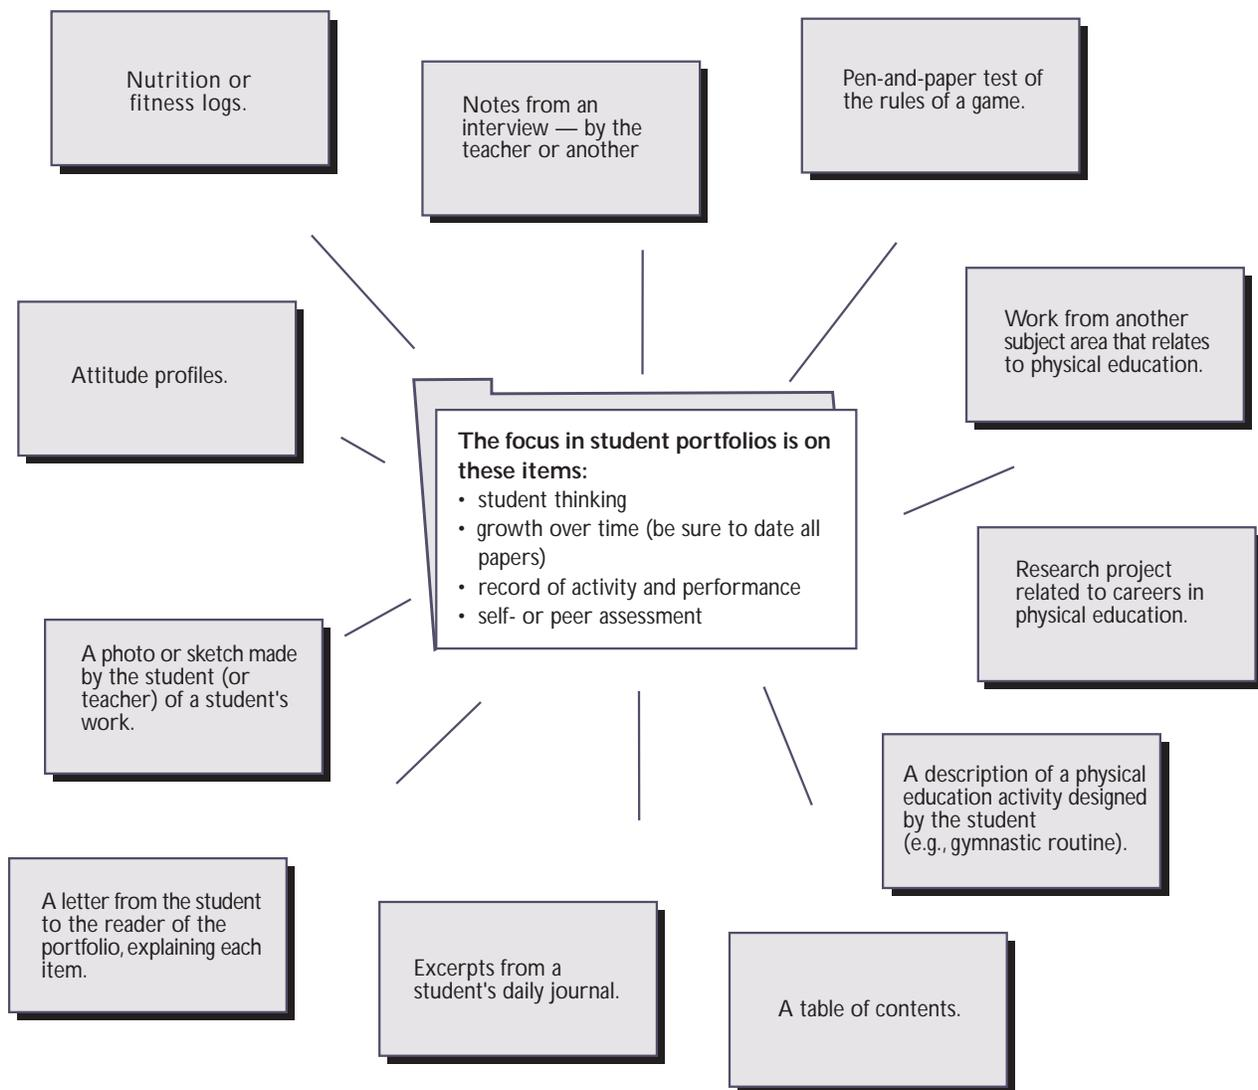 Nutrition or
fitness logs.
Notes from an
interview — by the
teacher or another
Pen-and-paper test of
the rules of a game.
Attitude profiles.
Work from another
subject area that relates
to physical education.
The focus in student portfolios is on
these items:
• student thinking
• growth over time (be sure to date all
papers)
• record of activity and performance
• self- or peer assessment
Research project
related to careers in
physical education.
A photo or sketch made
by the student (or
teacher) of a student's
work.
A description of a physical
education activity designed
by the student
(e.g., gymnastic routine).
A letter from the student
to the reader of the
portfolio, explaining each
item.
Excerpts from a
student's daily journal.
A table of contents.